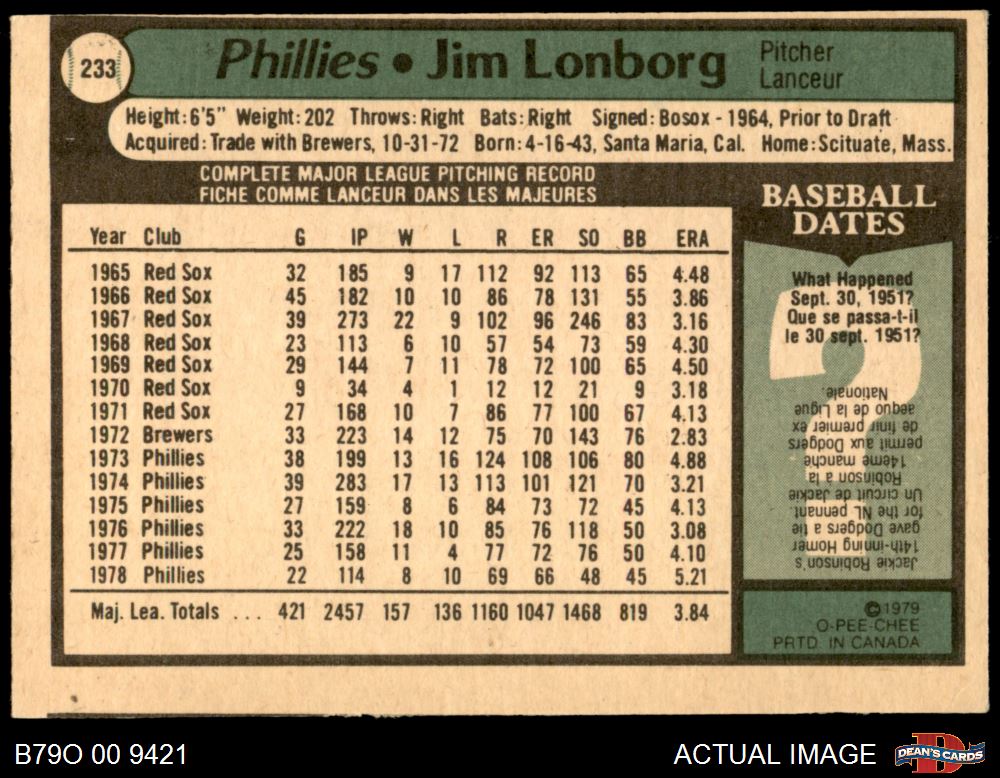 233
Phillies • Jim Lonborg
Pitcher
Lanceur
Height: 6'5" Weight: 202 Throws: Right Bats: Right Signed: Bosox - 1964, Prior to Draft
Acquired: Trade with Brewers, 10-31-72 Born: 4-16-43, Santa Maria, Cal. Home: Scituate, Mass.
COMPLETE MAJOR LEAGUE PITCHING RECORD
FICHE COMME LANCEUR DANS LES MAJEURES
Year Club G IP W L R ER SO BB ERA
1965 Red Sox 32 185 9 17 112 92 113 65 4.48
1966 Red Sox 45 182 10 10 86 78 131 55 3.86
1967 Red Sox 39 273 22 9 102 96 246 83 3.16
1968 Red Sox 23 113 6 10 57 54 73 59 4.30
1969 Red Sox 29 144 7 11 78 72 100 65 4.50
1970 Red Sox 9 34 4 1 12 12 21 9 3.18
1971 Red Sox 27 168 10 7 86 77 100 67 4.13
1972 Brewers 33 223 14 12 75 70 143 76 2.83
1973 Phillies 38 199 13 16 124 108 106 80 4.88
1974 Phillies 39 283 17 13 113 101 121 70 3.21
1975 Phillies 27 159 8 6 84 73 72 45 4.13
1976 Phillies 33 222 18 10 85 76 118 50 3.08
1977 Phillies 25 158 11 4 77 72 76 50 4.10
1978 Phillies 22 114 8 10 69 66 48 45 5.21
Maj. Lea. Totals ... 421 2457 157 136 1160 1047 1468 819 3.84
BASEBALL
DATES
What Happened
Sept. 30, 1951?
Que se passa-t-il
le 30 sept. 1951?
Jackie Robinson's
14th-inning Homer
gave Dodgers a tie
for the NL pennant.
Un circuit de Jackie
Robinson a la
14eme manche
permit aux Dodgers
de finir premier ex
aequo de la Ligue
Nationale.
©1979
O-PEE-CHEE
PRTD. IN CANADA
B79O 00 9421
ACTUAL IMAGE
D
DEAN'S CARDS